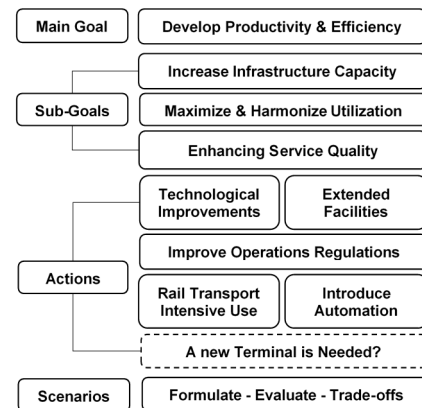 Main Goal
Develop Productivity & Efficiency
Increase Infrastructure Capacity
Sub-Goals
Maximize & Harmonize Utilization
Enhancing Service Quality
Technological
Improvements
Extended
Facilities
Improve Operations Regulations
Actions
Rail Transport
Intensive Use
Introduce
Automation
A new Terminal is Needed?
Scenarios
Formulate - Evaluate - Trade-offs